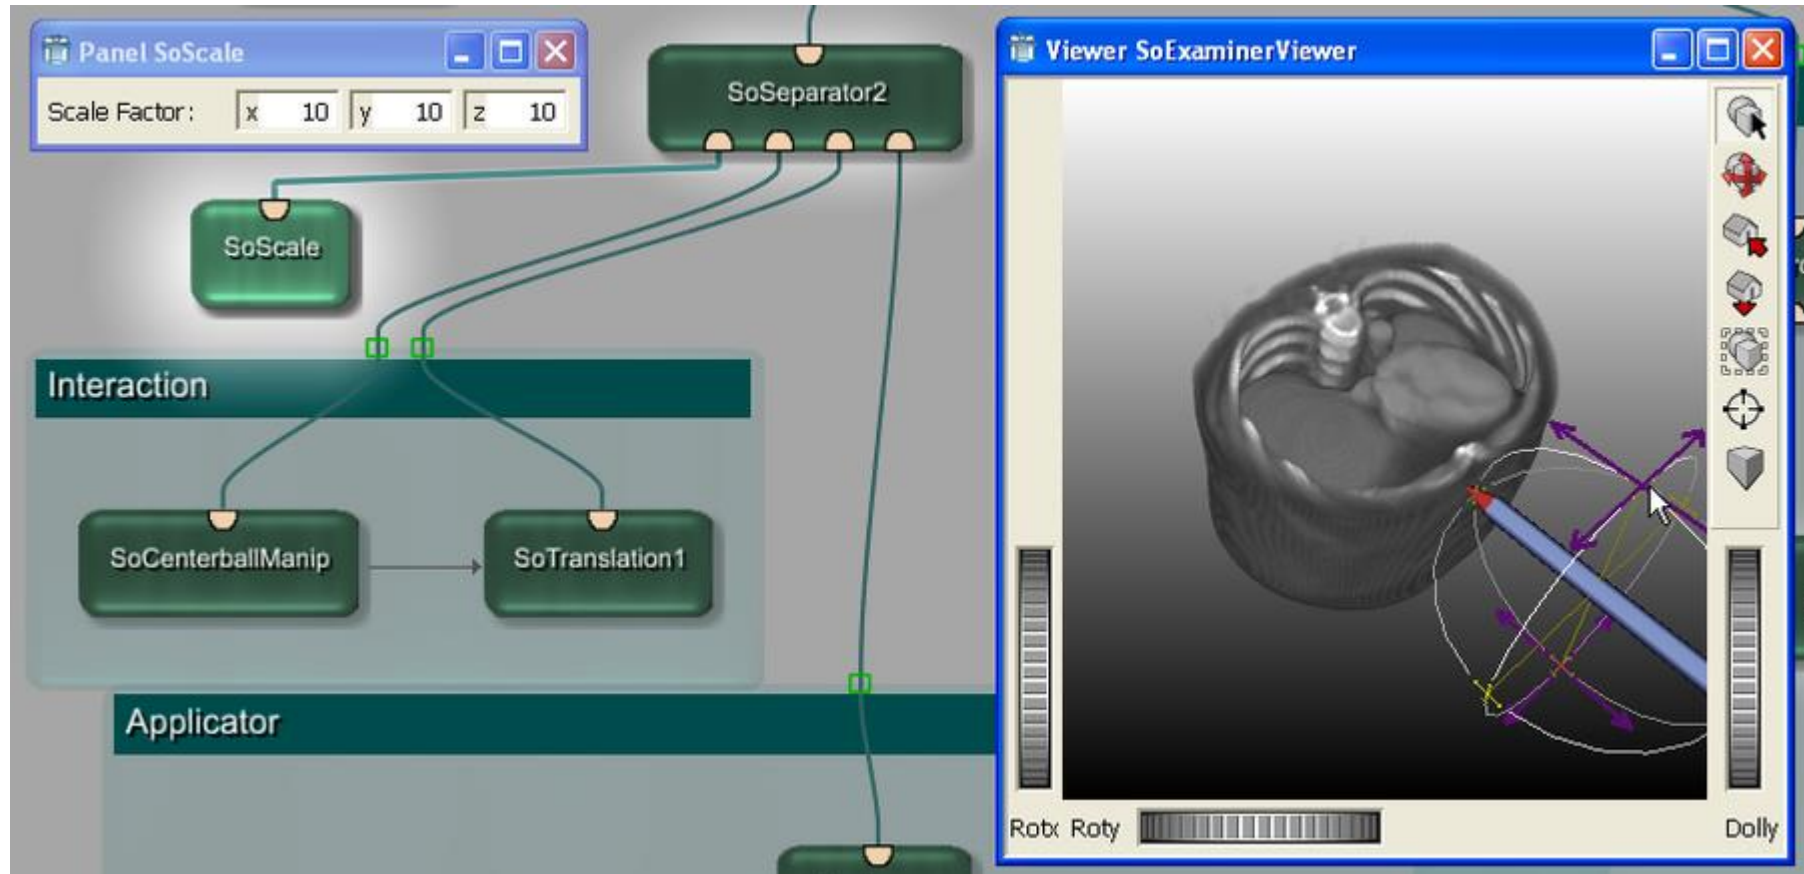 Panel SoScale
Scale Factor: x 10 y 10 z 10
SoSeparator2
SoScale
Interaction
SoCenterballManip
SoTranslation1
Applicator
Viewer SoExaminerViewer
Rotx Roty
Dolly